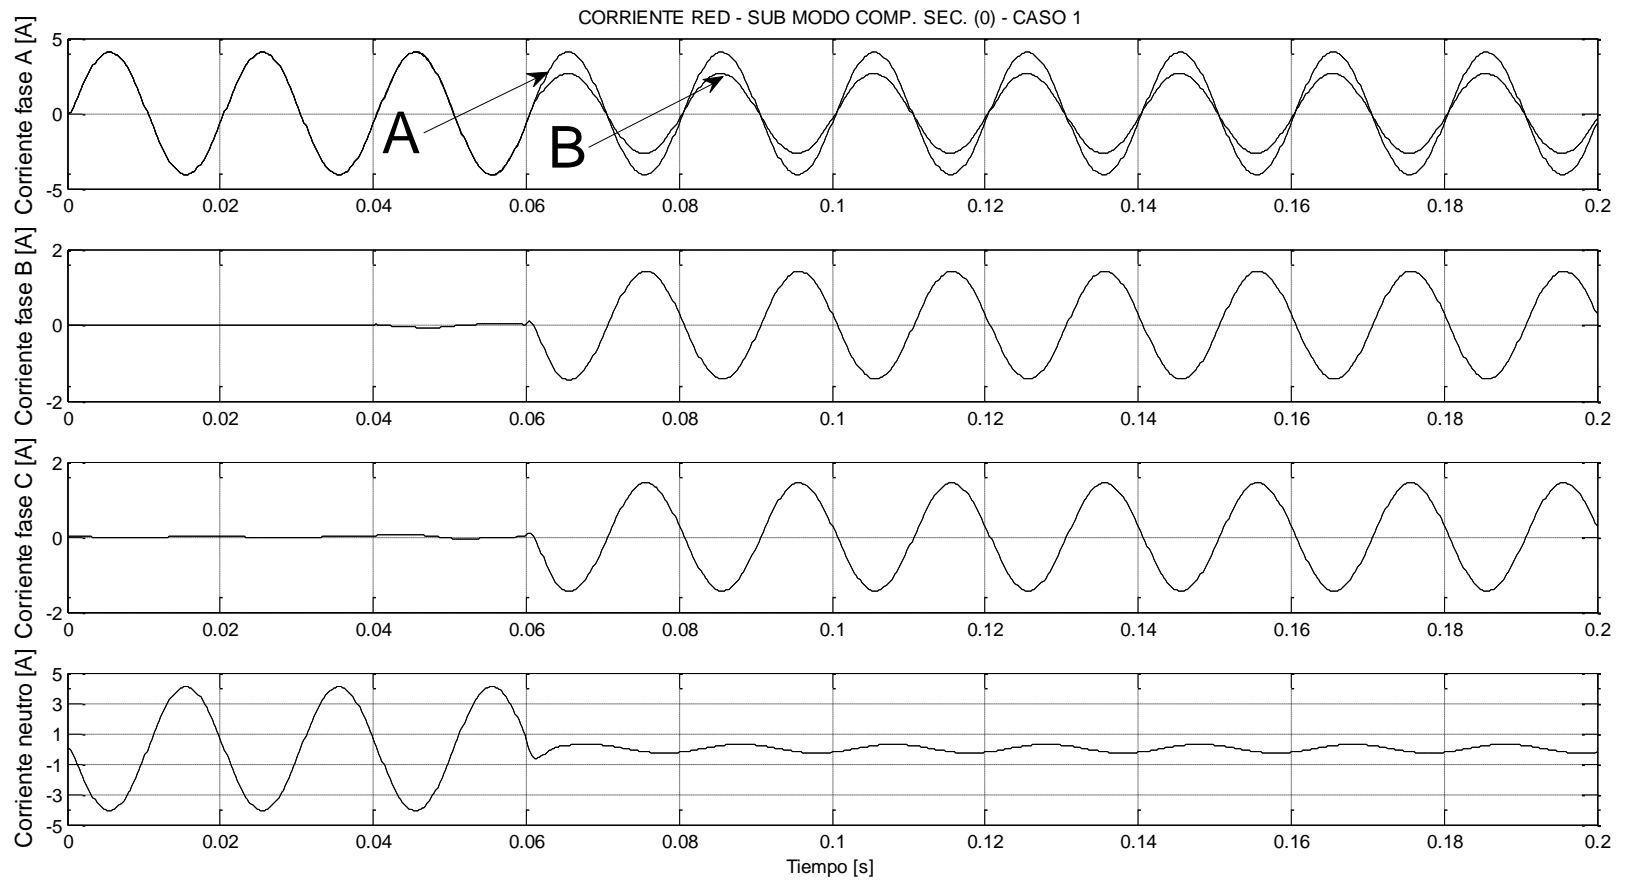 CORRIENTE RED - SUB MODO COMP. SEC. (0) - CASO 1
Corriente fase A [A]
5
0
-5
A
B
0 0.02 0.04 0.06 0.08 0.1 0.12 0.14 0.16 0.18 0.2
Corriente fase B [A]
2
0
-2
0 0.02 0.04 0.06 0.08 0.1 0.12 0.14 0.16 0.18 0.2
Corriente fase C [A]
2
0
-2
0 0.02 0.04 0.06 0.08 0.1 0.12 0.14 0.16 0.18 0.2
Corriente neutro [A]
5
3
1
-1
-3
-5
0 0.02 0.04 0.06 0.08 0.1 0.12 0.14 0.16 0.18 0.2
Tiempo [s]